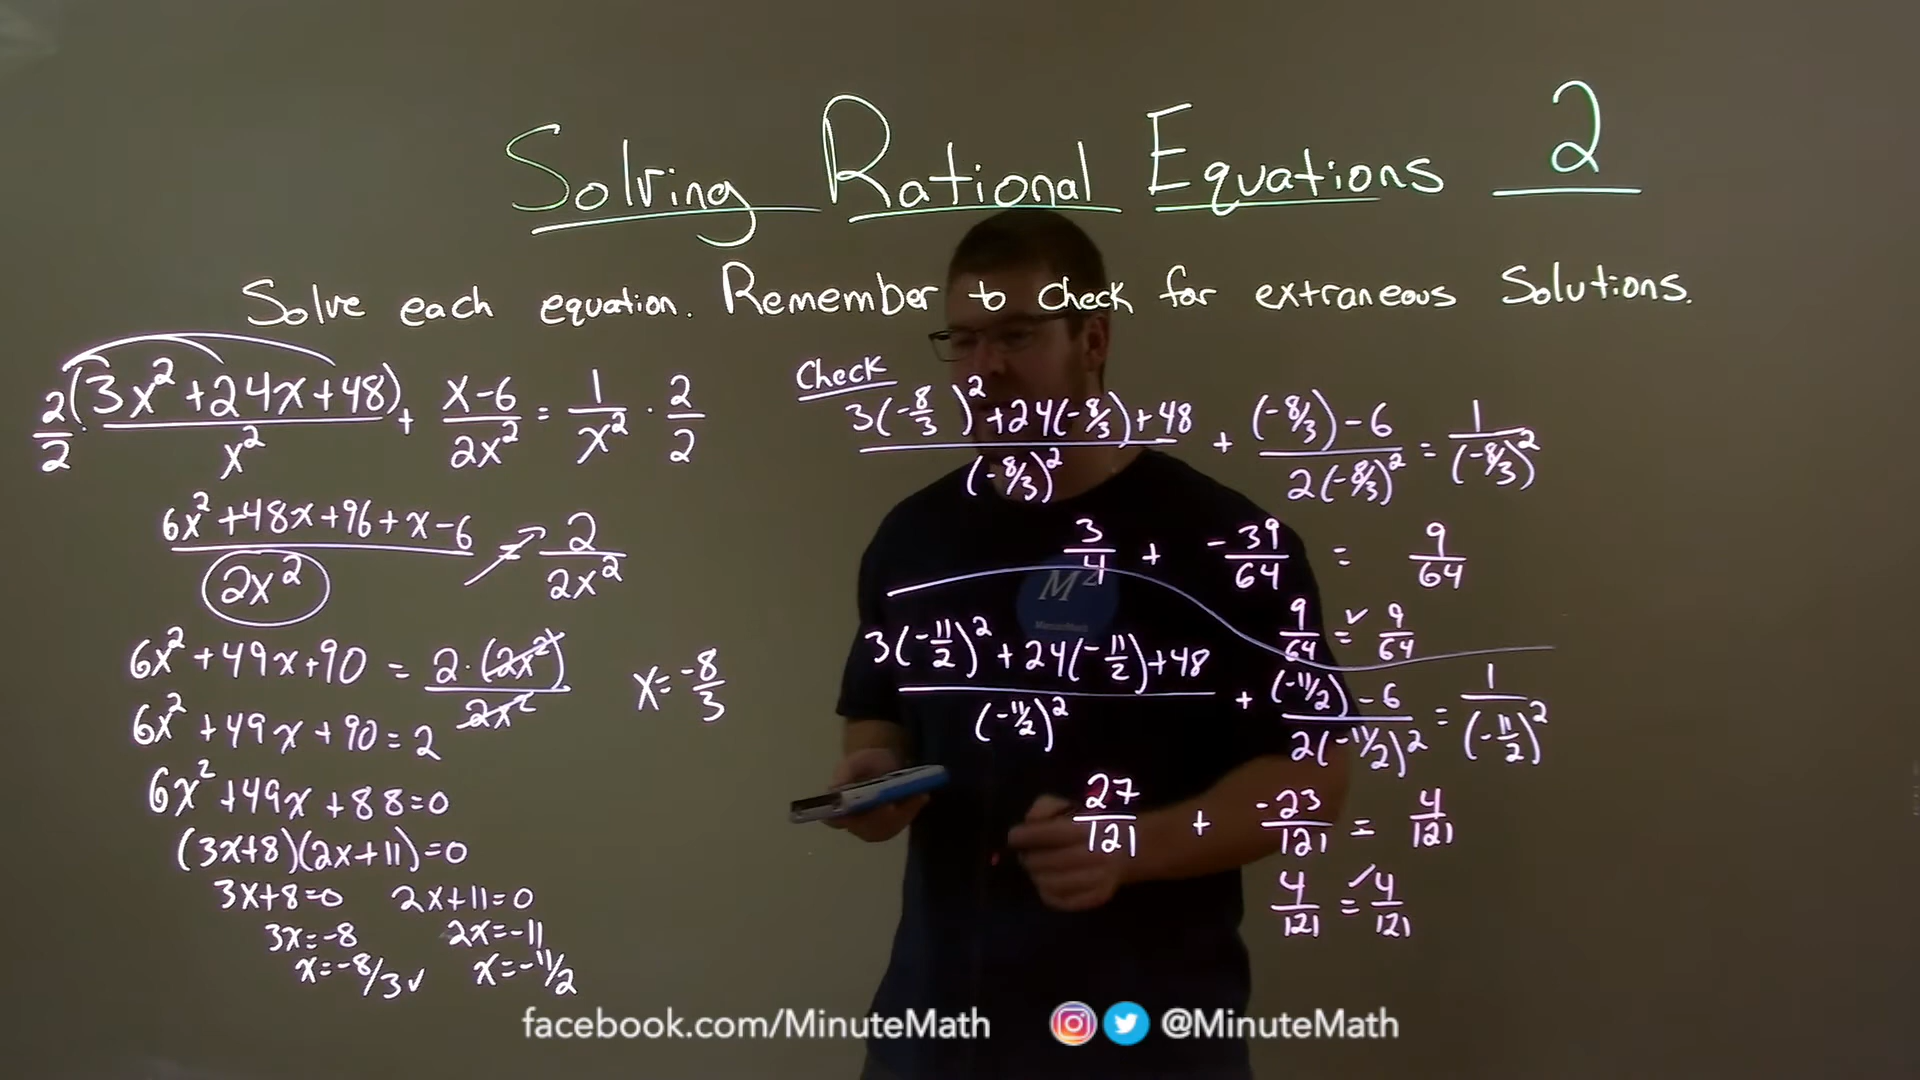 Solving Rational Equations 2
Solve each equation. Remember to check for extraneous Solutions.
2/2 · (3x²+24x+48)/x² + (x-6)/(2x²) = 1/x² · 2/2
(6x²+48x+96+x-6)/(2x²) = 2/(2x²)
6x²+49x+90 = 2·(2x²)/2x²
6x²+49x+90=2
6x²+49x+88=0
(3x+8)(2x+11)=0
3x+8=0 2x+11=0
3x=-8 2x=-11
x=-8/3 ✓ x=-11/2
x=-8/3
Check
(3(-8/3)²+24(-8/3)+48)/(-8/3)² + ((-8/3)-6)/(2(-8/3)²) = 1/(-8/3)²
3/4 + -39/64 = 9/64
9/64 =✓ 9/64
M²
MinuteMath
(3(-11/2)²+24(-11/2)+48)/(-11/2)² + ((-11/2)-6)/(2(-11/2)²) = 1/(-11/2)²
27/121 + -23/121 = 4/121
4/121 =✓ 4/121
facebook.com/MinuteMath @MinuteMath